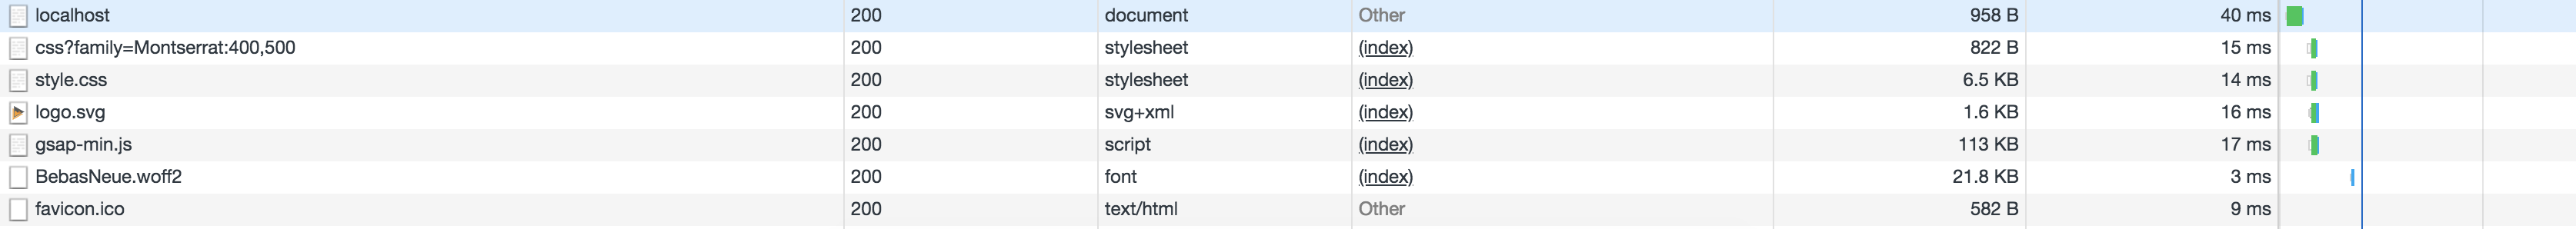 localhost 200 document Other 958 B 40 ms
css?family=Montserrat:400,500 200 stylesheet (index) 822 B 15 ms
style.css 200 stylesheet (index) 6.5 KB 14 ms
logo.svg 200 svg+xml (index) 1.6 KB 16 ms
gsap-min.js 200 script (index) 113 KB 17 ms
BebasNeue.woff2 200 font (index) 21.8 KB 3 ms
favicon.ico 200 text/html Other 582 B 9 ms